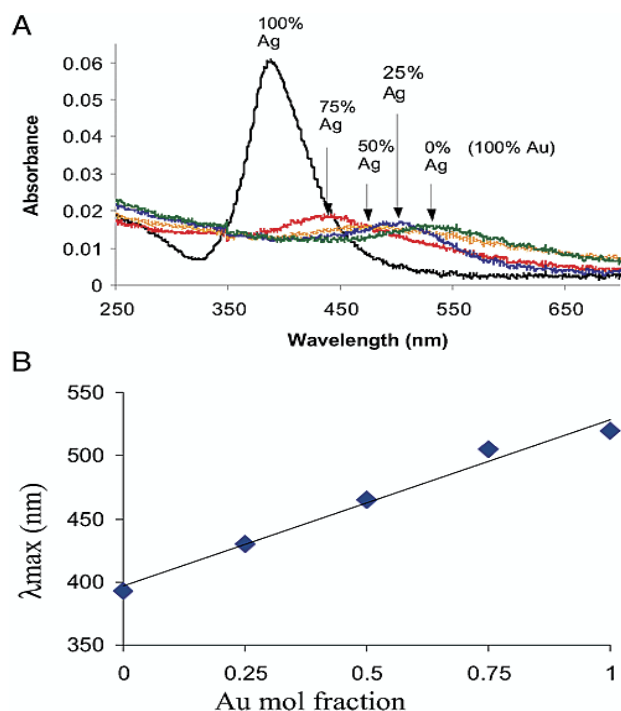 A
100%
Ag
0.06
0.05
0.04
0.03
0.02
0.01
0
Absorbance
75%
Ag
50%
Ag
25%
Ag
0% (100% Au)
Ag
250 350 450 550 650
Wavelength (nm)
B
550
500
450
400
350
λmax (nm)
0 0.25 0.5 0.75 1
Au mol fraction